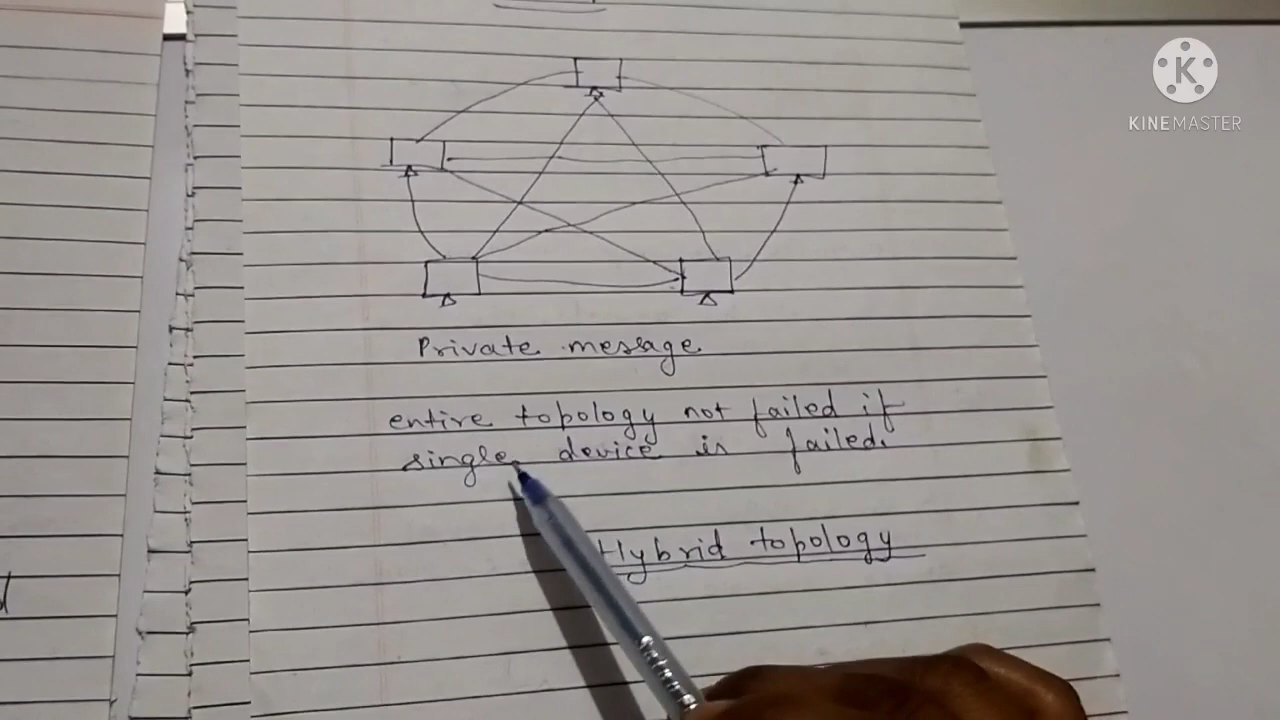 KINEMASTER
Private message
entire topology not failed if
single device is failed.
Hybrid topology